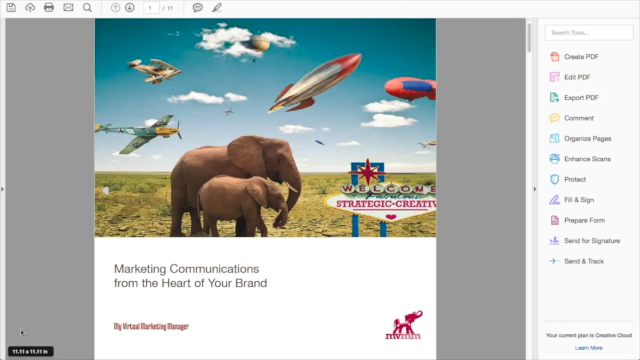 1 / 11
Search Tools...
Create PDF
Edit PDF
Export PDF
Comment
Organize Pages
Enhance Scans
Protect
Fill & Sign
Prepare Form
Send for Signature
Send & Track
WELCOME
Fabulous
STRATEGIC•CREATIV
Marketing Communications
from the Heart of Your Brand
My Virtual Marketing Manager
mvmm
11.11 x 11.11 in
Your current plan is Creative Cloud
Learn More